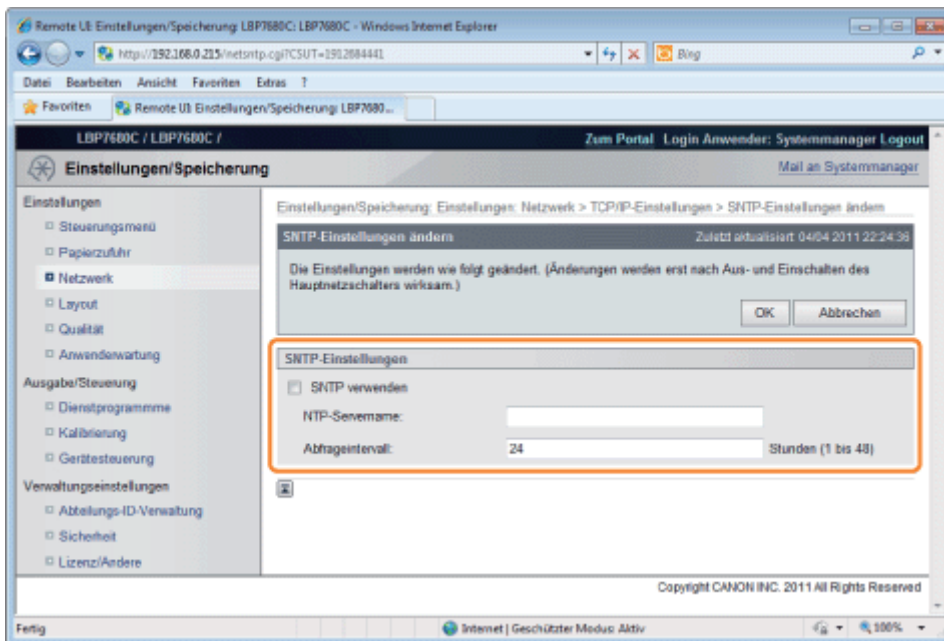 Remote UI: Einstellungen/Speicherung: LBP7680C: LBP7680C - Windows Internet Explorer
http://192.168.0.215/netsntp.cgi?CSUT=1912684441
Bing
Datei Bearbeiten Ansicht Favoriten Extras ?
Favoriten Remote UI: Einstellungen/Speicherung: LBP7680...
LBP7680C / LBP7680C / Zum Portal Login Anwender: Systemmanager Logout
Einstellungen/Speicherung Mail an Systemmanager
Einstellungen
Steuerungsmenü
Papierzufuhr
Netzwerk
Layout
Qualität
Anwenderwartung
Ausgabe/Steuerung
Dienstprogrammme
Kalibrierung
Gerätesteuerung
Verwaltungseinstellungen
Abteilungs-ID-Verwaltung
Sicherheit
Lizenz/Andere
Einstellungen/Speicherung: Einstellungen: Netzwerk > TCP/IP-Einstellungen > SNTP-Einstellungen ändern
SNTP-Einstellungen ändern Zuletzt aktualisiert 04/04 2011 22:24:36
Die Einstellungen werden wie folgt geändert. (Änderungen werden erst nach Aus- und Einschalten des
Hauptnetzschalters wirksam.)
OK Abbrechen
SNTP-Einstellungen
SNTP verwenden
NTP-Servername:
Abfrageintervall: 24 Stunden (1 bis 48)
Copyright CANON INC. 2011 All Rights Reserved
Fertig Internet | Geschützter Modus: Aktiv 100%